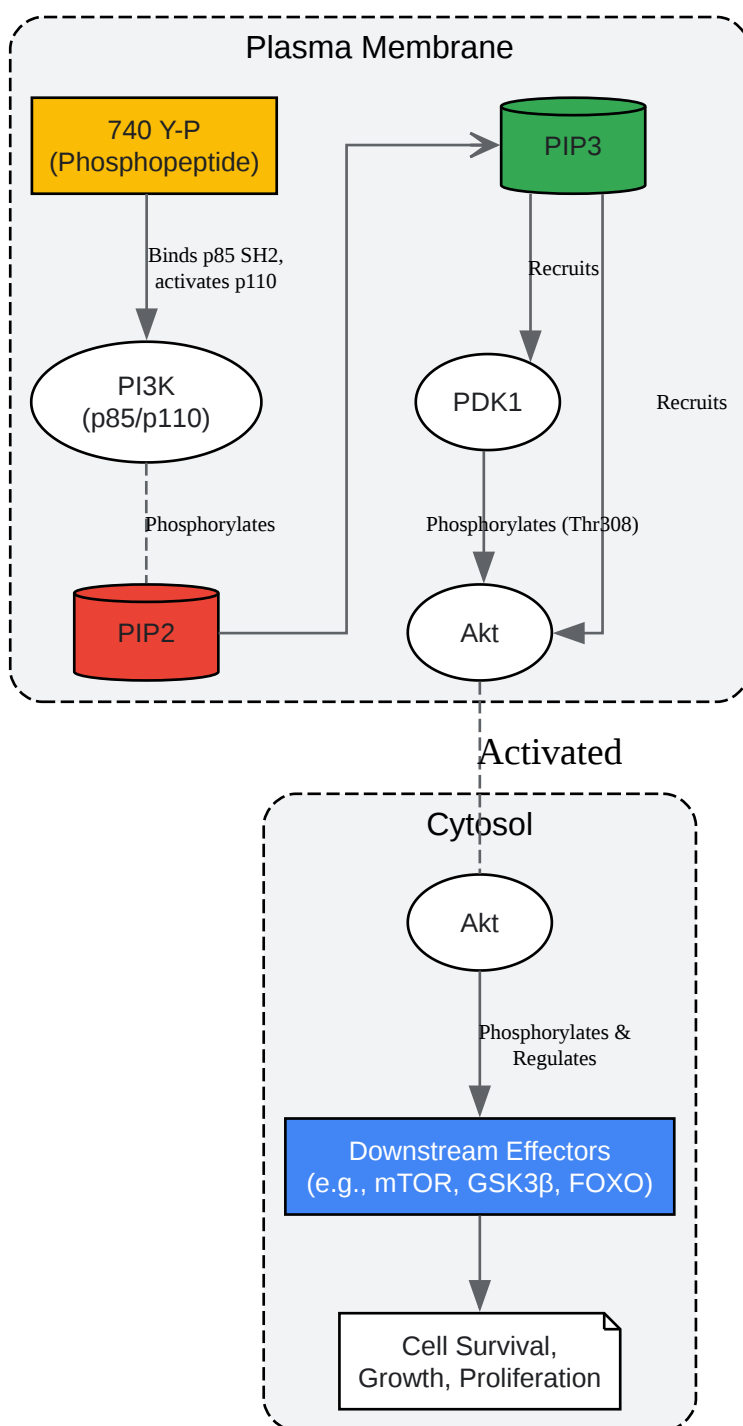 Plasma Membrane
740 Y-P
(Phosphopeptide)
PIP3
Binds p85 SH2,
activates p110
Recruits
PI3K
(p85/p110)
PDK1
Recruits
Phosphorylates
Phosphorylates (Thr308)
PIP2
Akt
Activated
Cytosol
Akt
Phosphorylates &
Regulates
Downstream Effectors
(e.g., mTOR, GSK3β, FOXO)
Cell Survival,
Growth, Proliferation